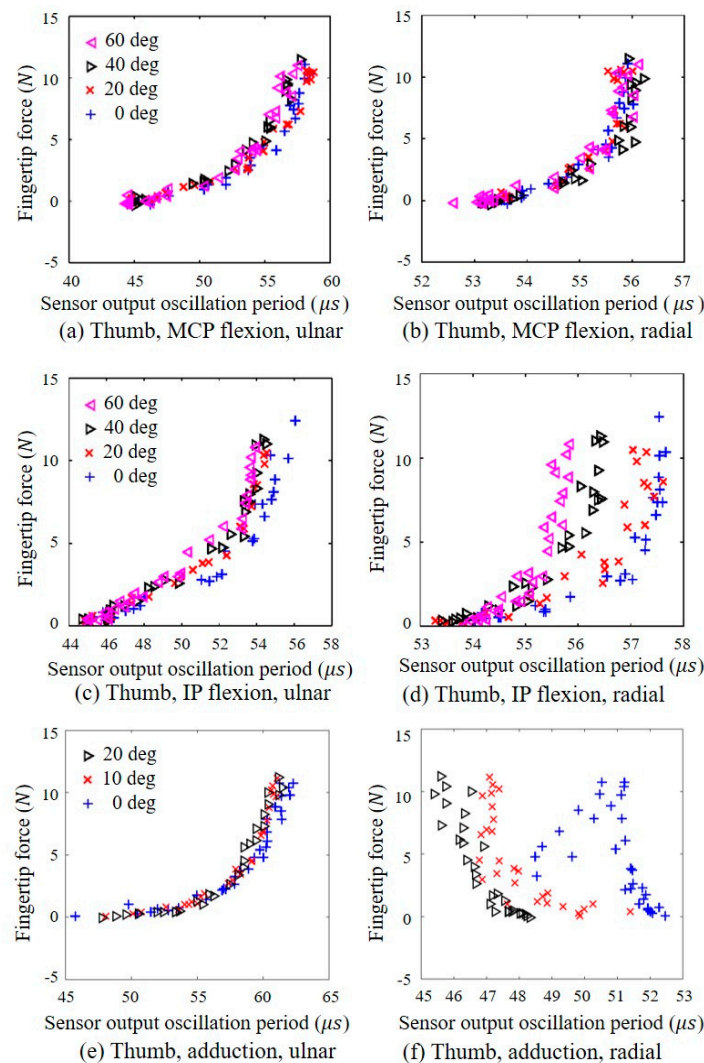 Fingertip force (N)
15
10
5
0
-5
60 deg
40 deg
20 deg
0 deg
40 45 50 55 60
Sensor output oscillation period (μs)
(a) Thumb, MCP flexion, ulnar
Fingertip force (N)
15
10
5
0
-5
52 53 54 55 56 57
Sensor output oscillation period (μs)
(b) Thumb, MCP flexion, radial
Fingertip force (N)
15
10
5
0
60 deg
40 deg
20 deg
0 deg
44 46 48 50 52 54 56 58
Sensor output oscillation period (μs)
(c) Thumb, IP flexion, ulnar
Fingertip force (N)
15
10
5
0
53 54 55 56 57 58
Sensor output oscillation period (μs)
(d) Thumb, IP flexion, radial
Fingertip force (N)
15
10
5
0
-5
20 deg
10 deg
0 deg
45 50 55 60 65
Sensor output oscillation period (μs)
(e) Thumb, adduction, ulnar
Fingertip force (N)
15
10
5
0
-5
45 46 47 48 49 50 51 52 53
Sensor output oscillation period (μs)
(f) Thumb, adduction, radial